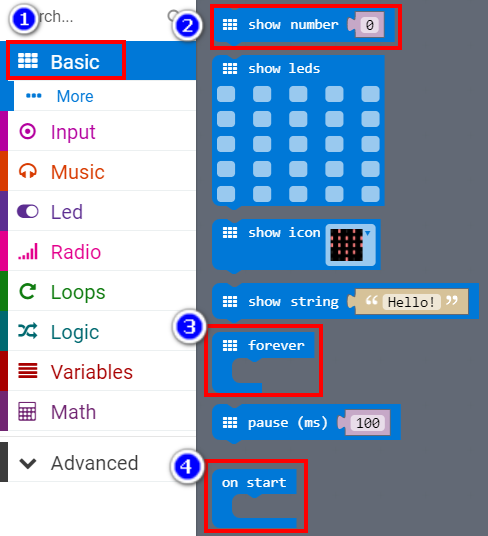 1
rch...
Basic
More
Input
Music
Led
Radio
Loops
Logic
Variables
Math
Advanced
2
show number 0
show leds
show icon
show string “ Hello! ”
3
forever
pause (ms) 100
4
on start